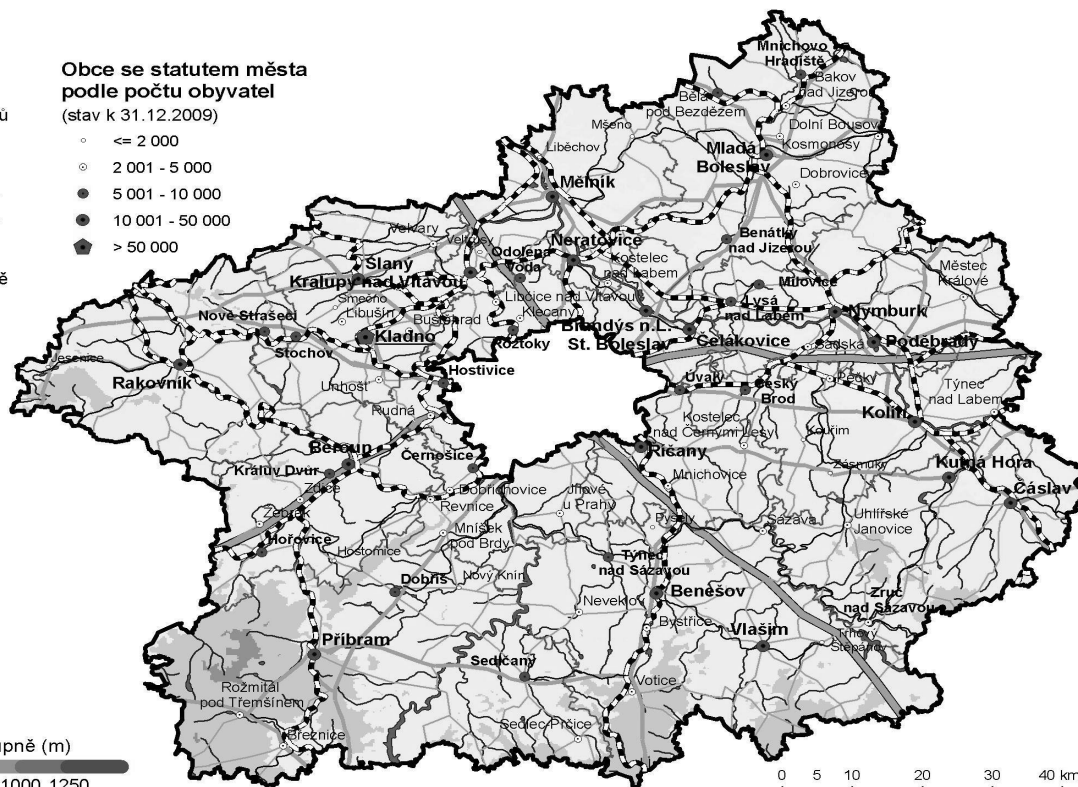 Obce se statutem města
podle počtu obyvatel
(stav k 31.12.2009)
<= 2 000
2 001 - 5 000
5 001 - 10 000
10 001 - 50 000
> 50 000
Mnichovo
Hradiště
Bakov
nad Jizerou
Bělá
pod Bezdězem
Mšeno
Dolní Bousov
Kosmonosy
Liběchov
Mladá
Boleslav
Dobrovice
Mělník
Benátky
nad Jizerou
Velvary
Veltrusy
Neratovice
Odolena
Voda
Kostelec
nad Labem
Slaný
Kralupy nad Vltavou
Milovice
Městec
Králové
Smečno
Libušín
Libčice nad Vltavou
Klecany
Lysá
nad Labem
Nymburk
Nové Strašecí
Buštěhrad
Kladno
Roztoky
Brandýs n.L.
St. Boleslav
Čelákovice
Sadská
Poděbrady
Stochov
Jesenice
Rakovník
Hostivice
Unhošť
Úvaly
Český
Brod
Pečky
Týnec
nad Labem
Rudná
Kostelec
nad Černými Lesy
Kouřim
Kolín
Beroun
Černošice
Říčany
Králův Dvůr
Zásmuky
Kutná Hora
Mnichovice
Zdice
Dobřichovice
Řevnice
Jílové
u Prahy
Čáslav
Žebrák
Mníšek
pod Brdy
Pyšely
Sázava
Uhlířské
Janovice
Hořovice
Hostomice
Týnec
nad Sázavou
Dobříš
Nový Knín
Benešov
Zruč
nad Sázavou
Neveklov
Bystřice
Vlašim
Trhový
Štěpánov
Příbram
Sedlčany
Votice
Rožmitál
pod Třemšínem
Sedlec-Prčice
Březnice
(m)
1000 1250
0 5 10 20 30 40 km